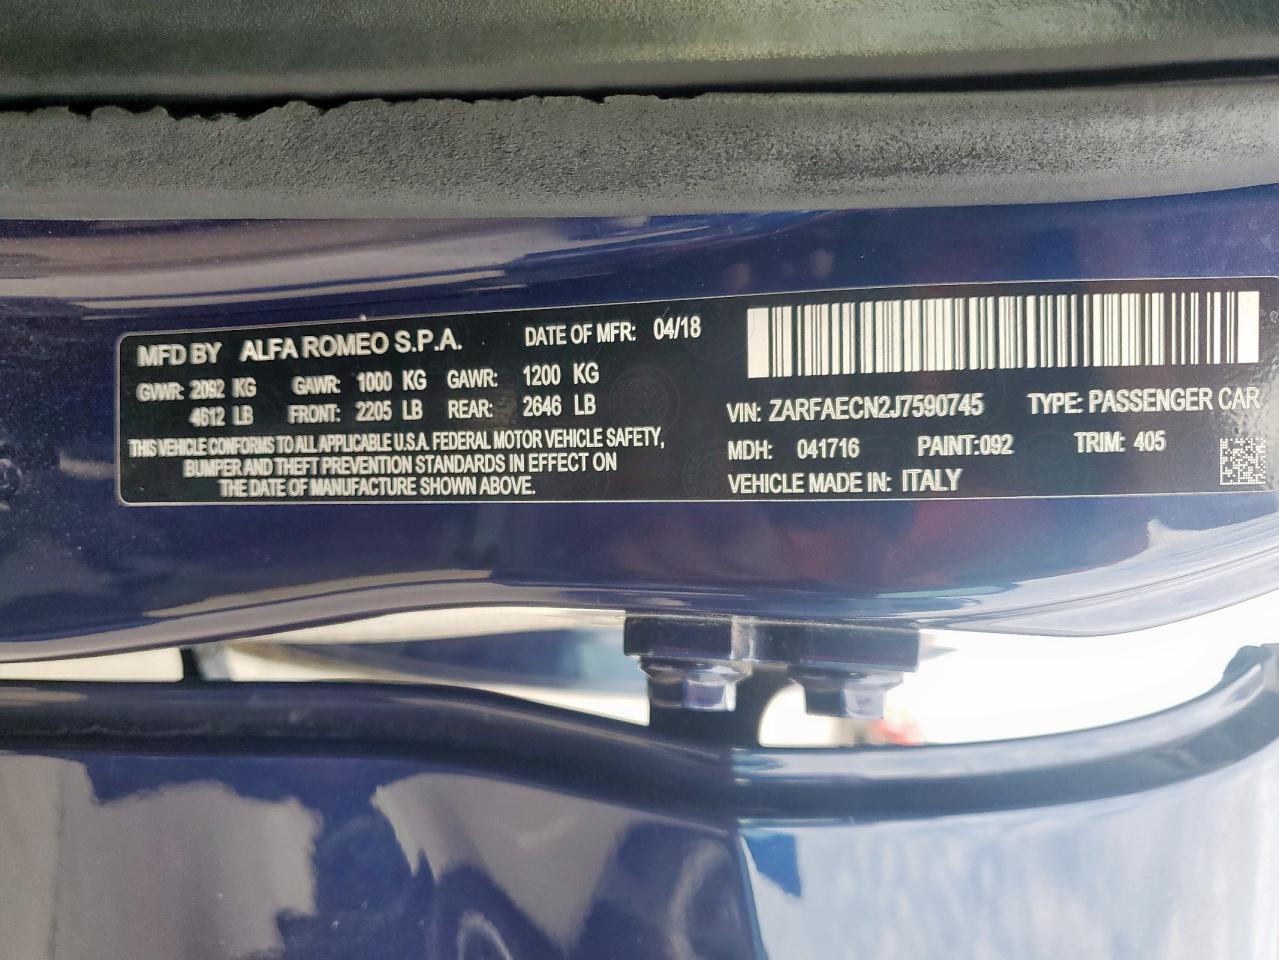 MFD BY ALFA ROMEO S.P.A. DATE OF MFR: 04/18
GVWR: 2092 KG GAWR: 1000 KG GAWR: 1200 KG
4612 LB FRONT: 2205 LB REAR: 2646 LB
THIS VEHICLE CONFORMS TO ALL APPLICABLE U.S.A. FEDERAL MOTOR VEHICLE SAFETY,
BUMPER AND THEFT PREVENTION STANDARDS IN EFFECT ON
THE DATE OF MANUFACTURE SHOWN ABOVE.
VIN: ZARFAECN2J7590745 TYPE: PASSENGER CAR
MDH: 041716 PAINT:092 TRIM: 405
VEHICLE MADE IN: ITALY